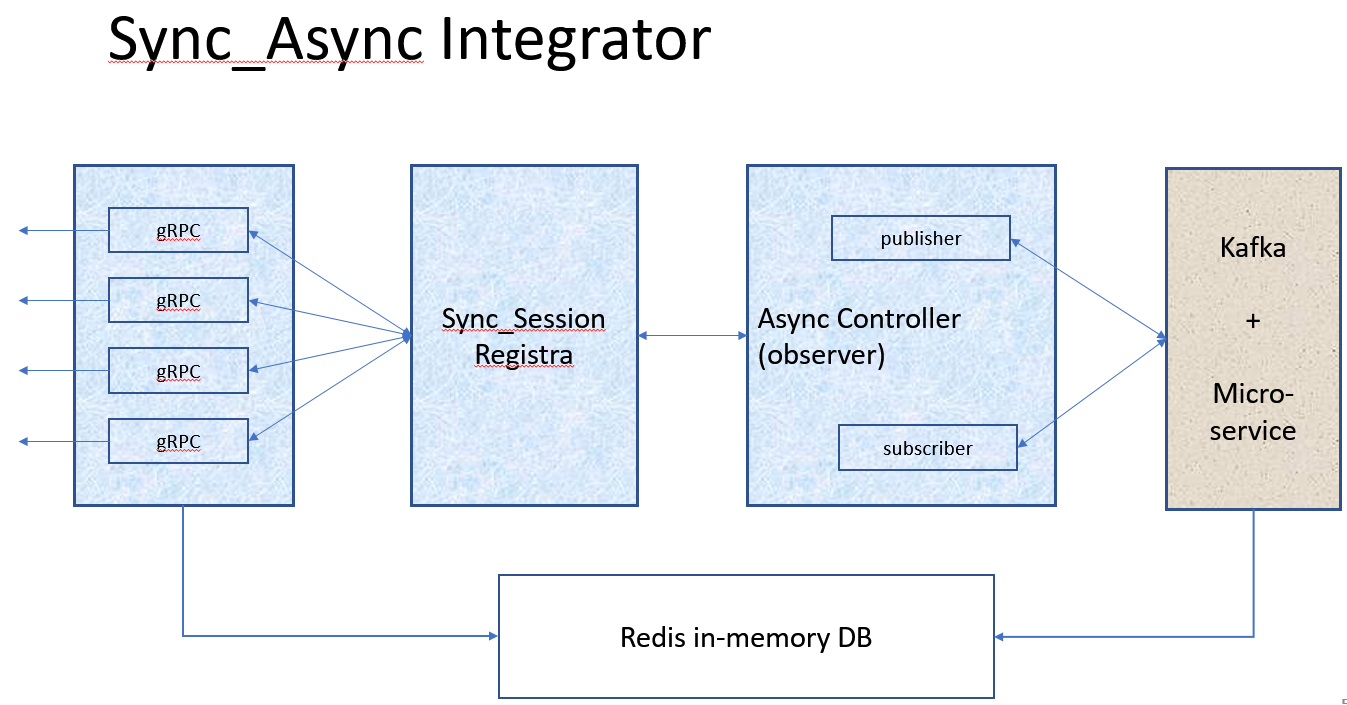 Sync_Async Integrator
gRPC
gRPC
gRPC
gRPC
Sync_Session
Registra
publisher
Async Controller
(observer)
subscriber
Kafka
+
Micro-
service
Redis in-memory DB